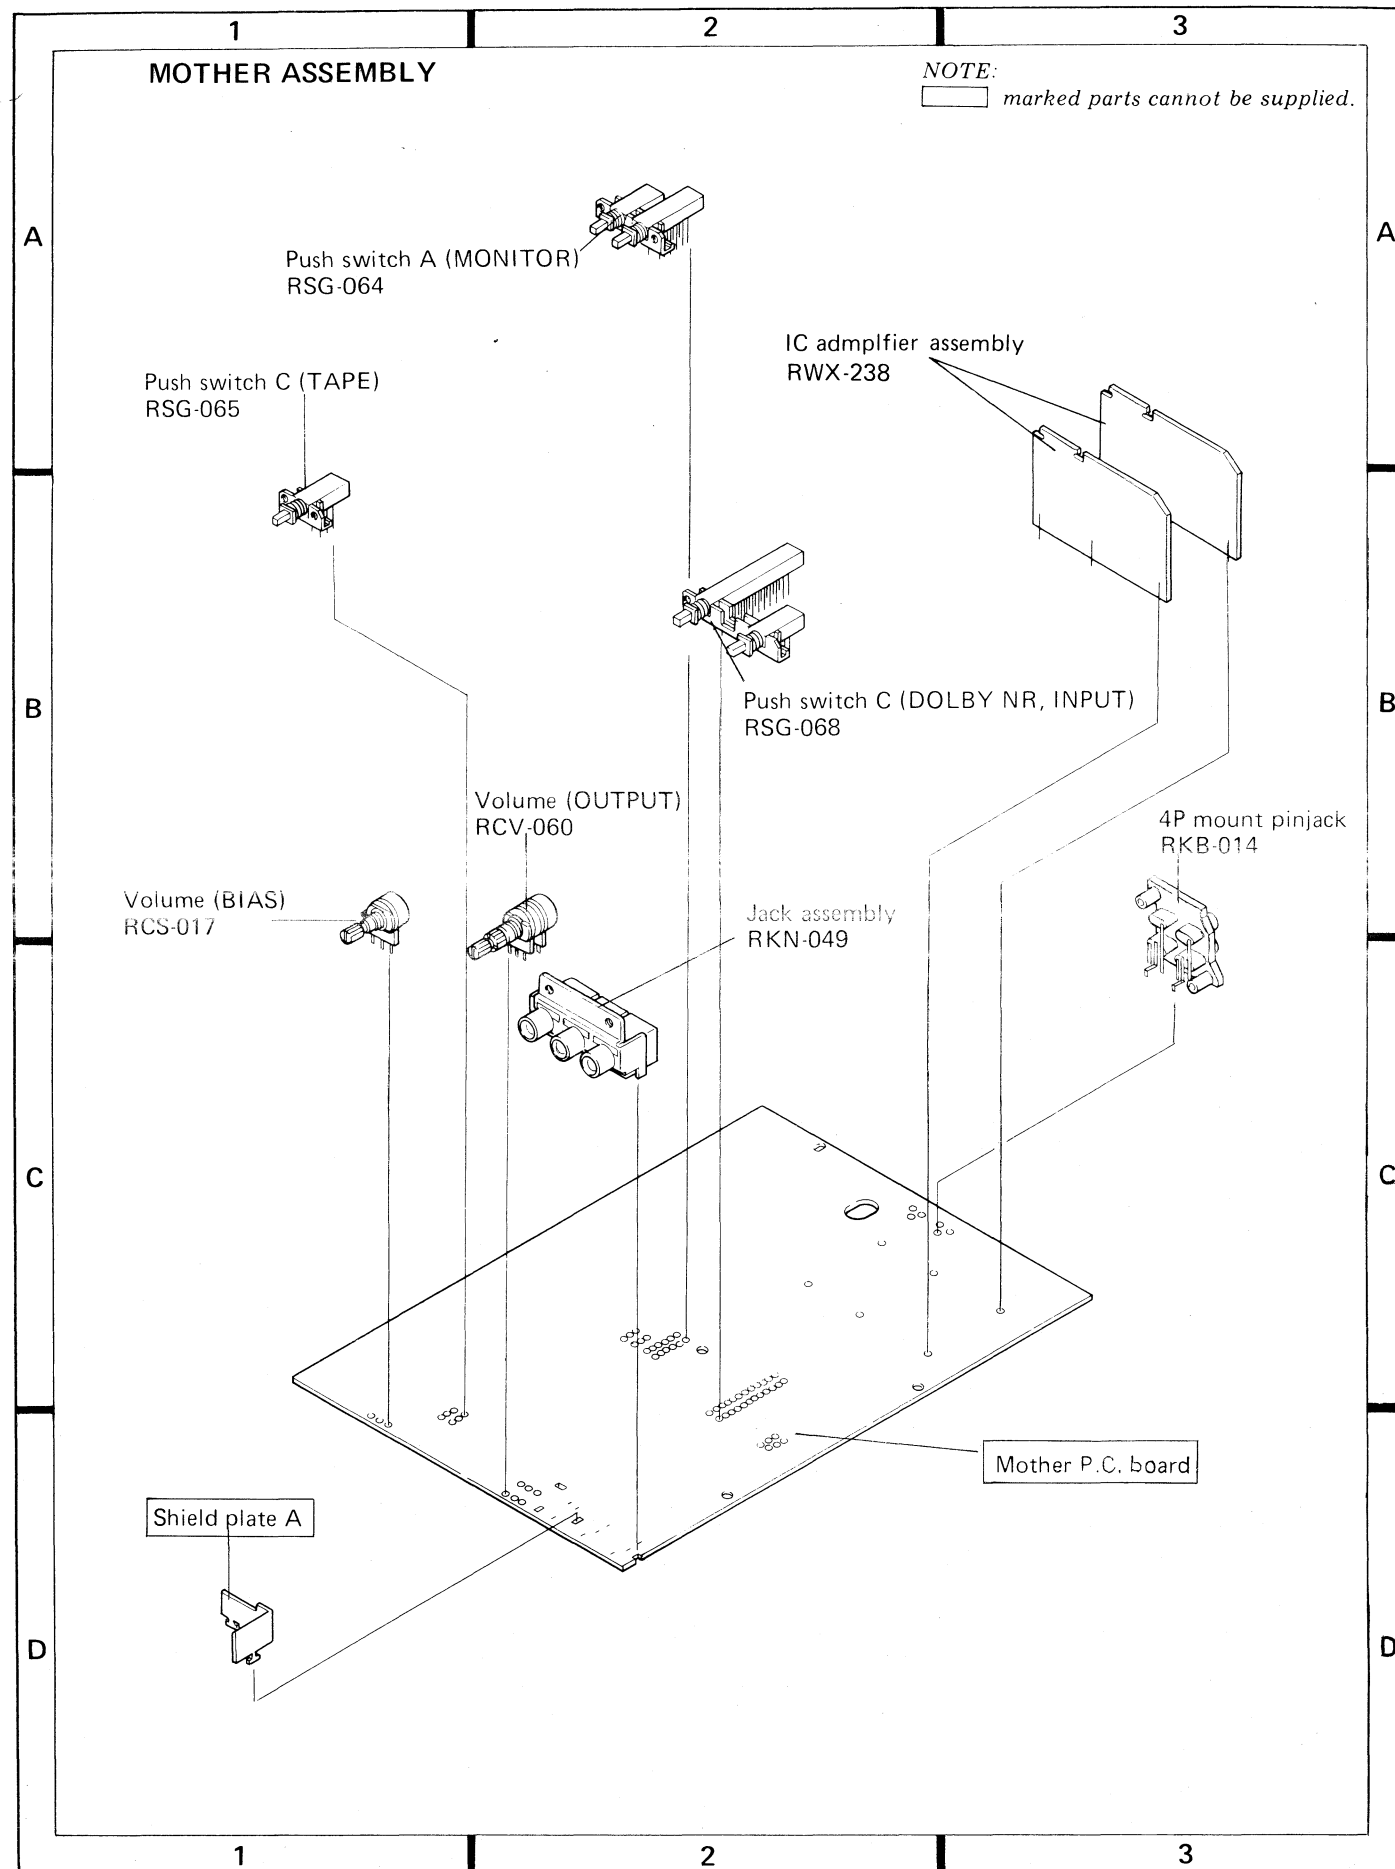 1 2 3
MOTHER ASSEMBLY
NOTE:
marked parts cannot be supplied.
A A
Push switch A (MONITOR)
RSG-064
IC admplfier assembly
RWX-238
Push switch C (TAPE)
RSG-065
B B
Push switch C (DOLBY NR, INPUT)
RSG-068
Volume (OUTPUT)
RCV-060
4P mount pinjack
RKB-014
Volume (BIAS)
RCS-017
Jack assembly
RKN-049
C C
Mother P.C. board
Shield plate A
D D
1 2 3